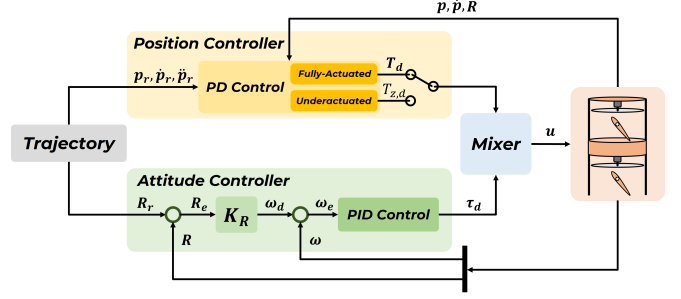 p, ṗ, R
Position Controller
p_r, ṗ_r, p̈_r
PD Control
Fully-Actuated
T_d
Underactuated
T_{z,d}
Trajectory
Mixer
u
Attitude Controller
R_r
R_e
K_R
ω_d
ω_e
PID Control
τ_d
R
ω